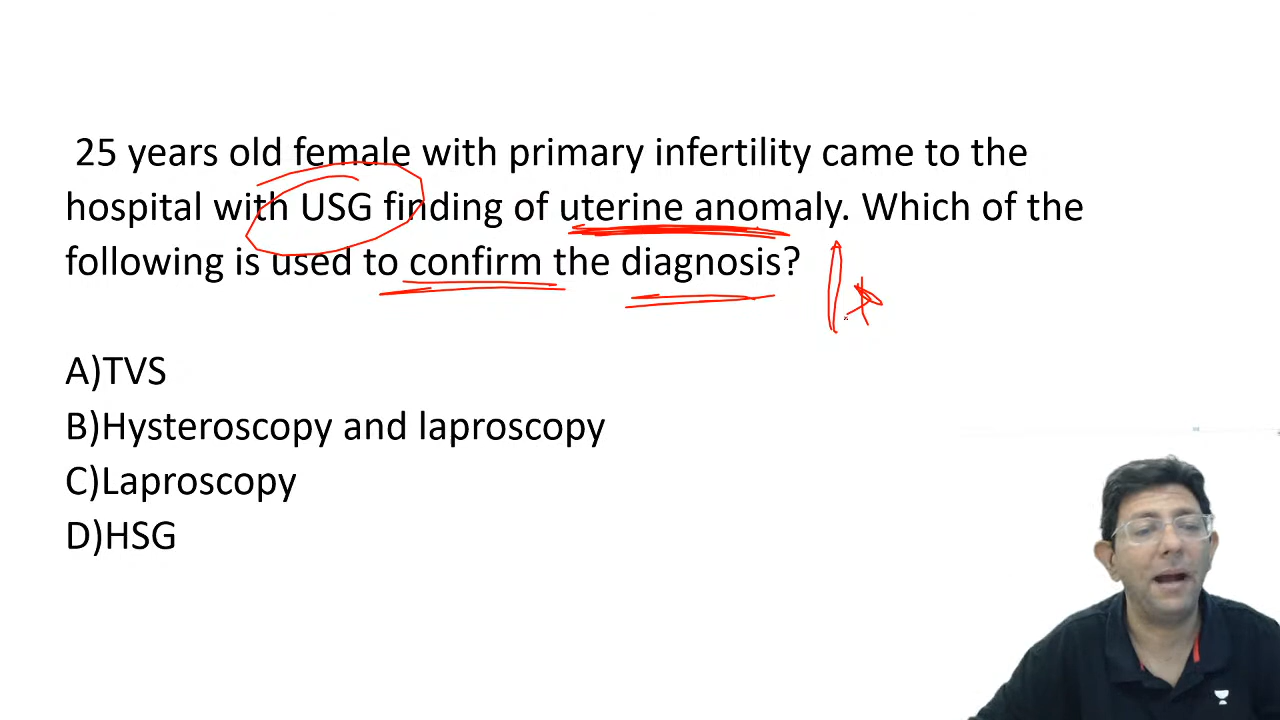 25 years old female with primary infertility came to the
hospital with USG finding of uterine anomaly. Which of the
following is used to confirm the diagnosis?
A)TVS
B)Hysteroscopy and laproscopy
C)Laproscopy
D)HSG